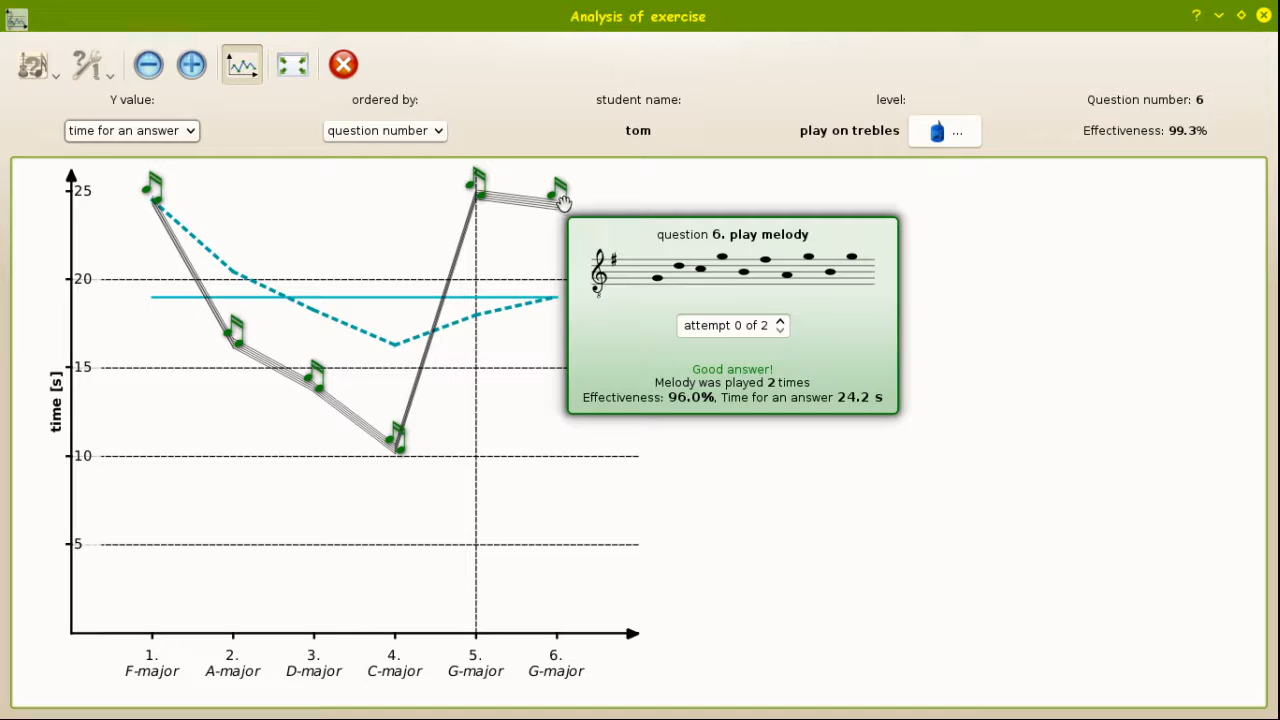 Analysis of exercise
Y value: ordered by: student name: level: Question number: 6
time for an answer question number tom play on trebles ... Effectiveness: 99.3%
25
20
15
10
5
time [s]
question 6. play melody
attempt 0 of 2
Good answer!
Melody was played 2 times
Effectiveness: 96.0%, Time for an answer 24.2 s
1. 2. 3. 4. 5. 6.
F-major A-major D-major C-major G-major G-major